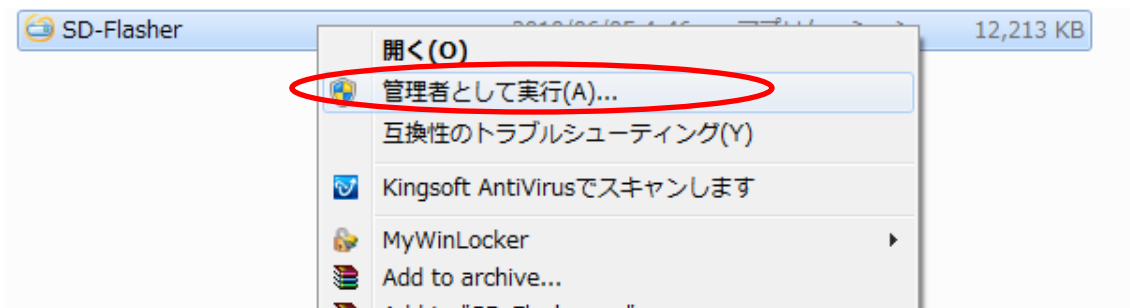 SD-Flasher 12,213 KB
開く(O)
管理者として実行(A)...
互換性のトラブルシューティング(Y)
Kingsoft AntiVirusでスキャンします
MyWinLocker
Add to archive...